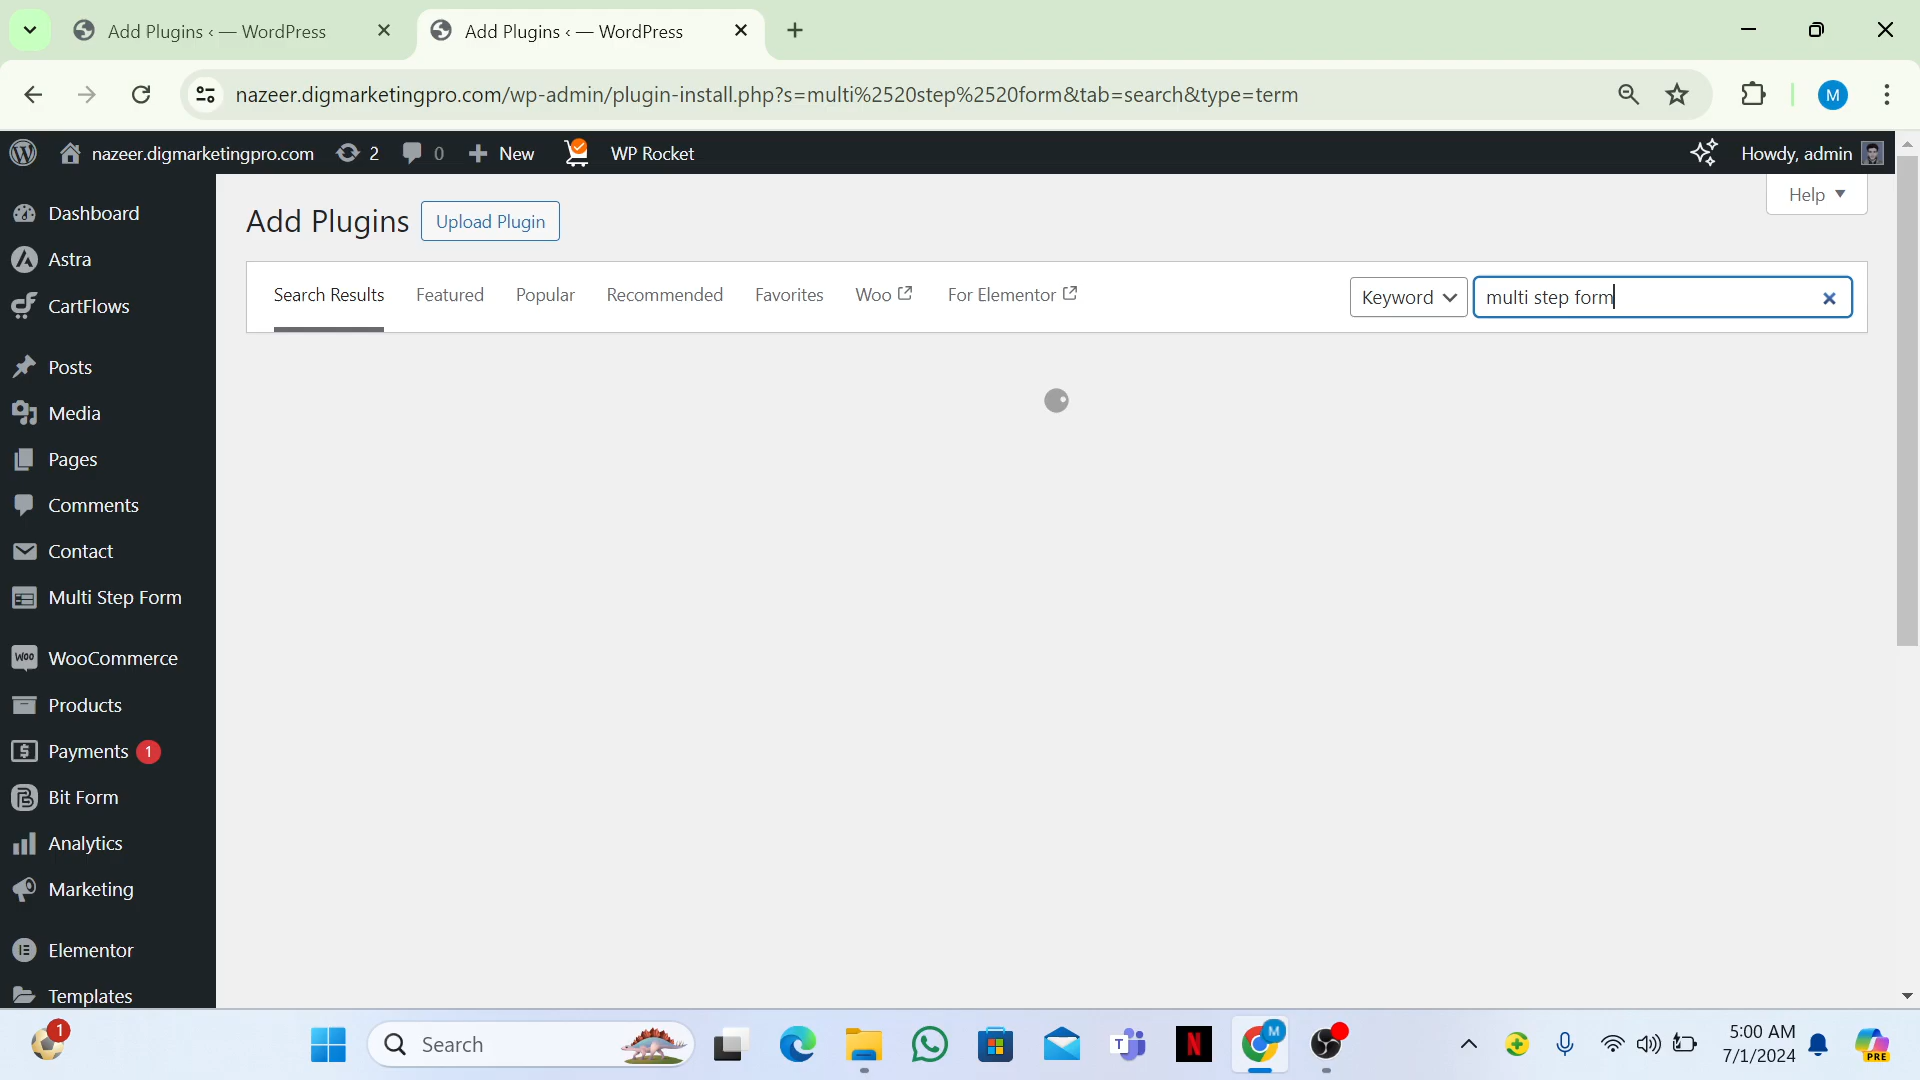 Add Plugins ‹ — WordPress
Add Plugins ‹ — WordPress
nazeer.digmarketingpro.com/wp-admin/plugin-install.php?s=multi%2520step%2520form&tab=search&type=term
M
nazeer.digmarketingpro.com
2
0
New
WP Rocket
Howdy, admin
Help
Dashboard
Astra
CartFlows
Posts
Media
Pages
Comments
Contact
Multi Step Form
WooCommerce
Products
Payments 1
Bit Form
Analytics
Marketing
Elementor
Templates
Add Plugins
Upload Plugin
Search Results
Featured
Popular
Recommended
Favorites
Woo
For Elementor
Keyword
multi step form
1
Search
N
M
5:00 AM
7/1/2024
PRE